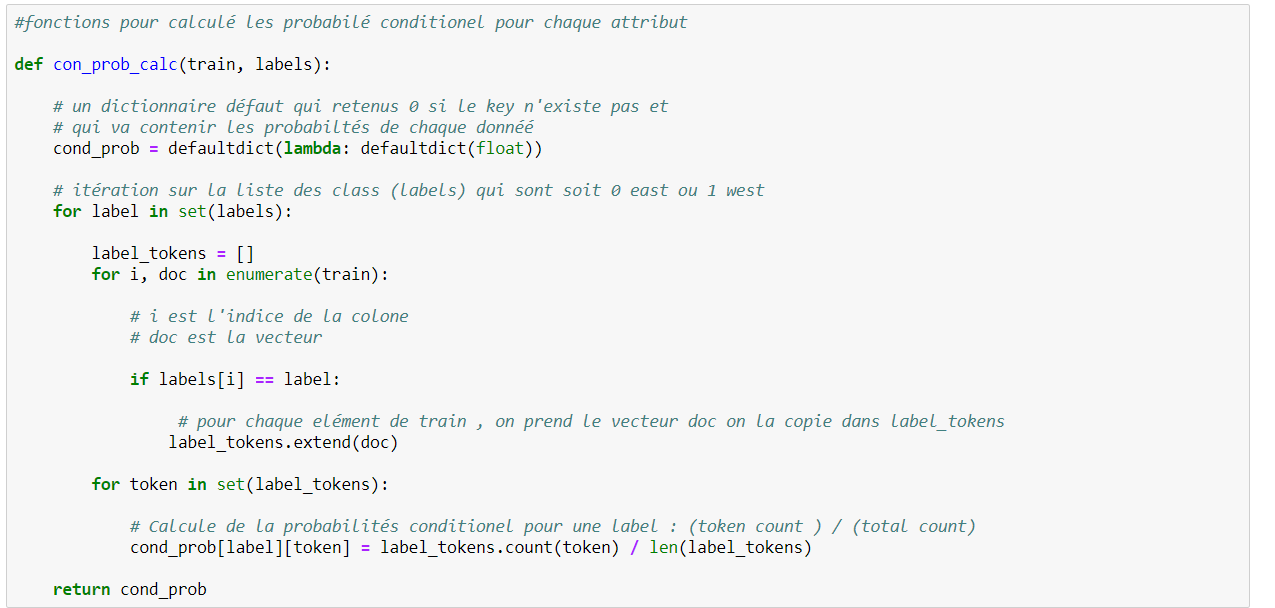 #fonctions pour calculé les probabilé conditionel pour chaque attribut
def con_prob_calc(train, labels):
# un dictionnaire défaut qui retenus 0 si le key n'existe pas et
# qui va contenir les probabiltés de chaque donnéé
cond_prob = defaultdict(lambda: defaultdict(float))
# itération sur la liste des class (labels) qui sont soit 0 east ou 1 west
for label in set(labels):
label_tokens = []
for i, doc in enumerate(train):
# i est l'indice de la colone
# doc est la vecteur
if labels[i] == label:
# pour chaque elément de train , on prend le vecteur doc on la copie dans label_tokens
label_tokens.extend(doc)
for token in set(label_tokens):
# Calcule de la probabilités conditionel pour une label : (token count ) / (total count)
cond_prob[label][token] = label_tokens.count(token) / len(label_tokens)
return cond_prob